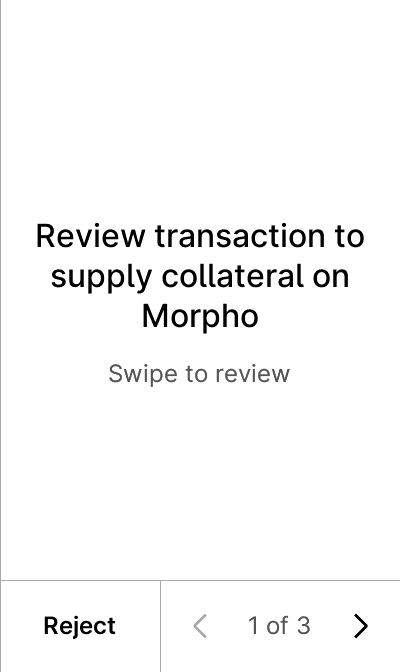 Review transaction to
supply collateral on
Morpho
Swipe to review
Reject
1 of 3